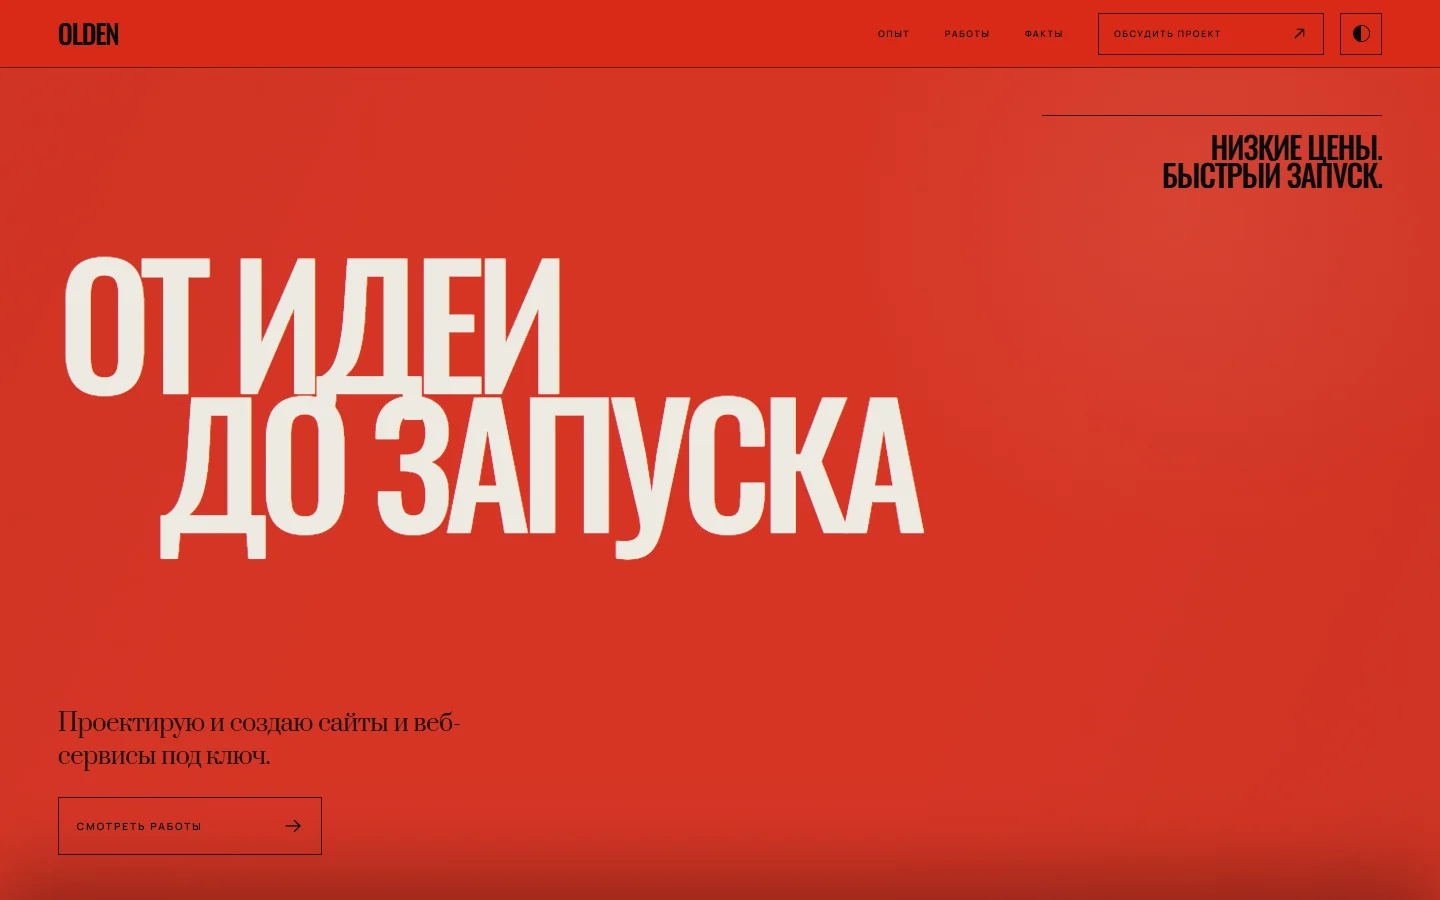 OLDEN
ОПЫТ
РАБОТЫ
ФАКТЫ
ОБСУДИТЬ ПРОЕКТ
НИЗКИЕ ЦЕНЫ.
БЫСТРЫЙ ЗАПУСК.
ОТ ИДЕИ
ДО ЗАПУСКА
Проектирую и создаю сайты и веб-
сервисы под ключ.
СМОТРЕТЬ РАБОТЫ